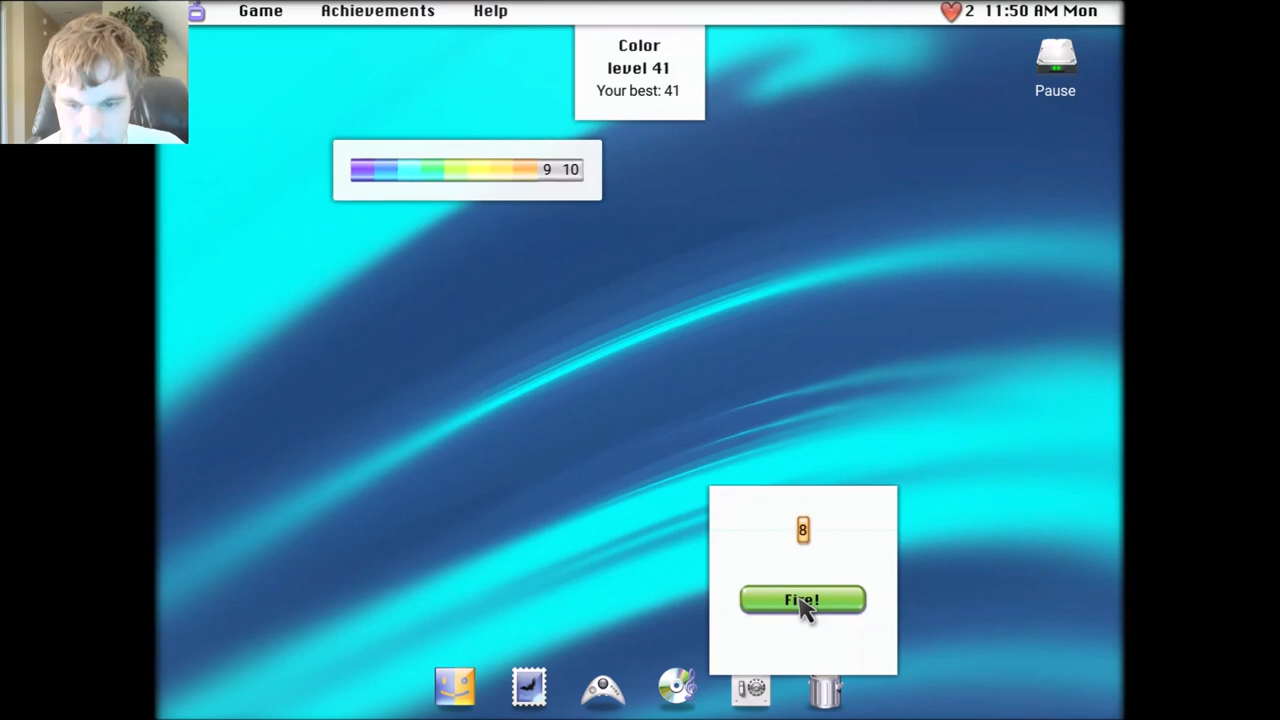 Game Achievements Help
2 11:50 AM Mon
Color
level 41
Your best: 41
Pause
9 10
8
Fire!